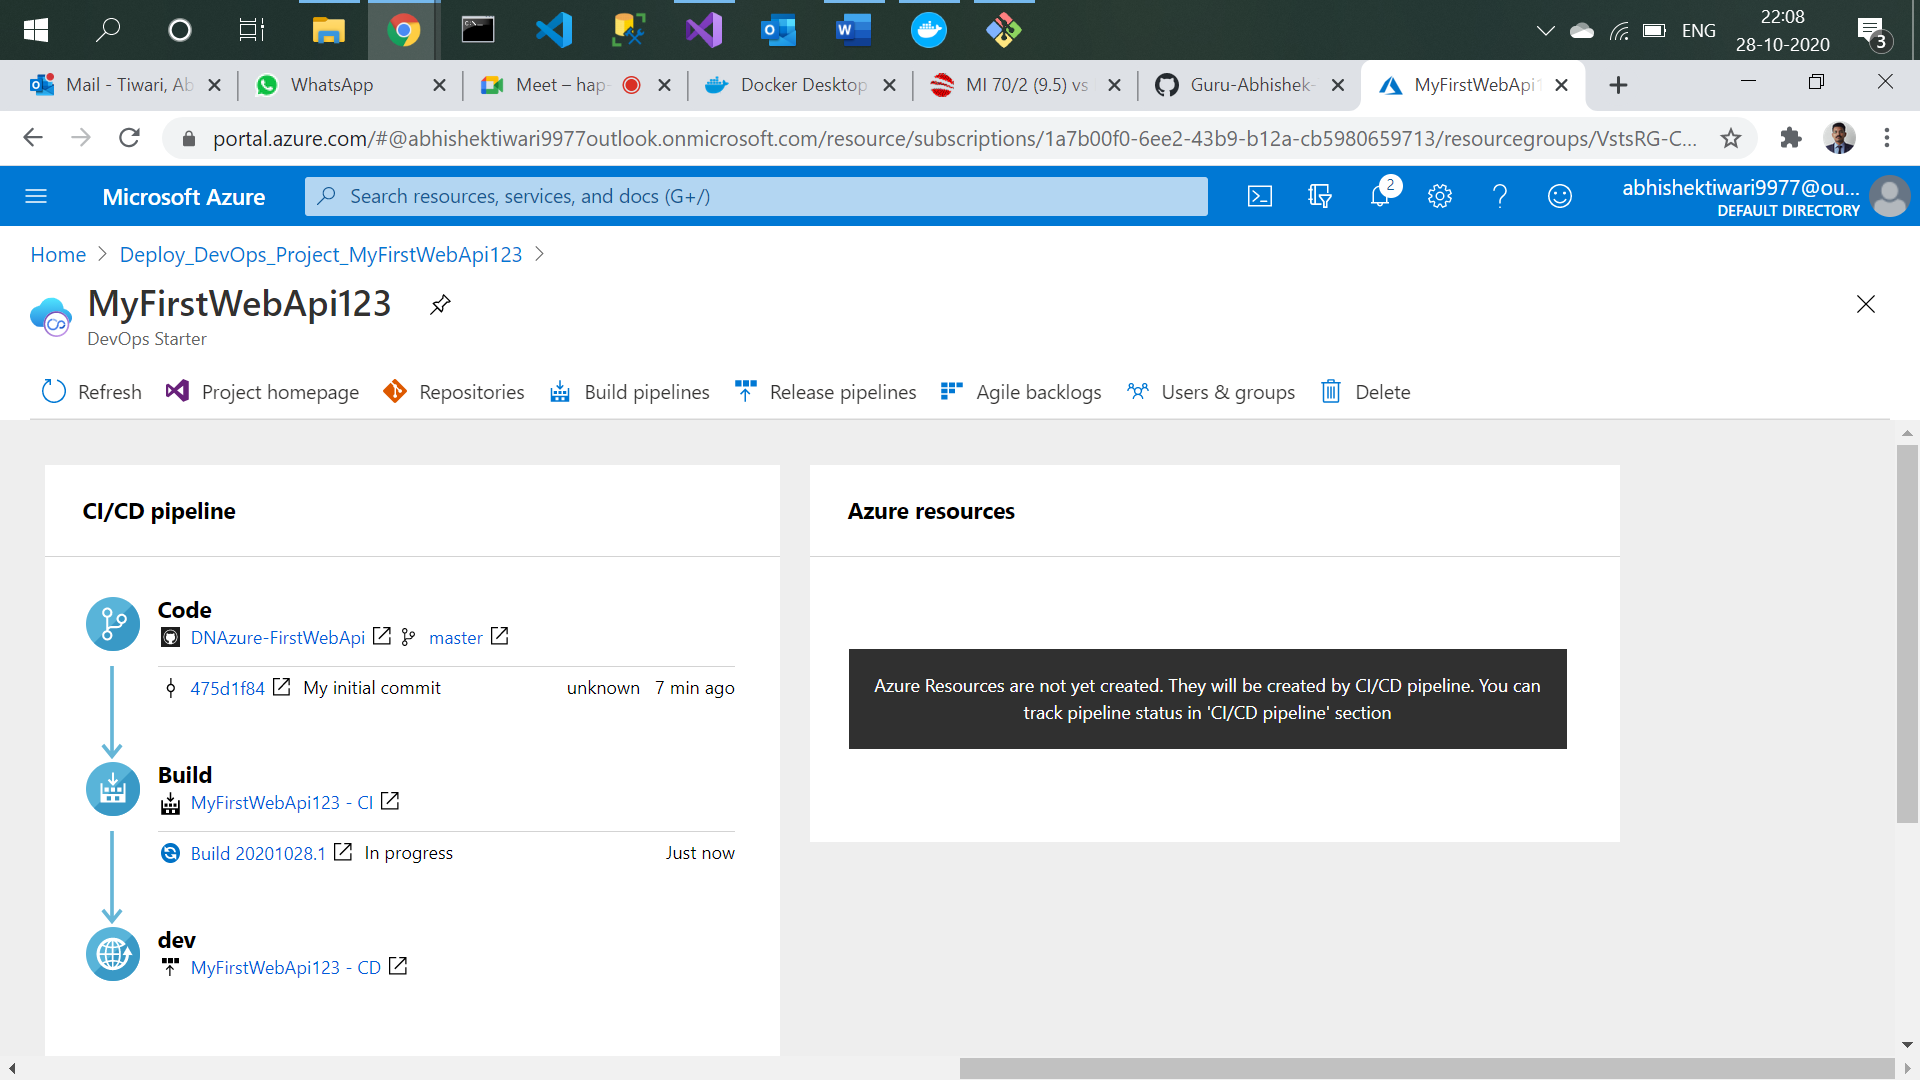 ENG
22:08
28-10-2020
3
Mail - Tiwari, Ab
WhatsApp
Meet – hap-
Docker Desktop
MI 70/2 (9.5) vs
Guru-Abhishek-
MyFirstWebApi1
portal.azure.com/#@abhishektiwari9977outlook.onmicrosoft.com/resource/subscriptions/1a7b00f0-6ee2-43b9-b12a-cb5980659713/resourcegroups/VstsRG-C...
Microsoft Azure
Search resources, services, and docs (G+/)
2
abhishektiwari9977@ou...
DEFAULT DIRECTORY
Home > Deploy_DevOps_Project_MyFirstWebApi123 >
MyFirstWebApi123
DevOps Starter
Refresh Project homepage Repositories Build pipelines Release pipelines Agile backlogs Users & groups Delete
CI/CD pipeline
Code
DNAzure-FirstWebApi master
475d1f84 My initial commit unknown 7 min ago
Build
MyFirstWebApi123 - CI
Build 20201028.1 In progress Just now
dev
MyFirstWebApi123 - CD
Azure resources
Azure Resources are not yet created. They will be created by CI/CD pipeline. You can
track pipeline status in 'CI/CD pipeline' section